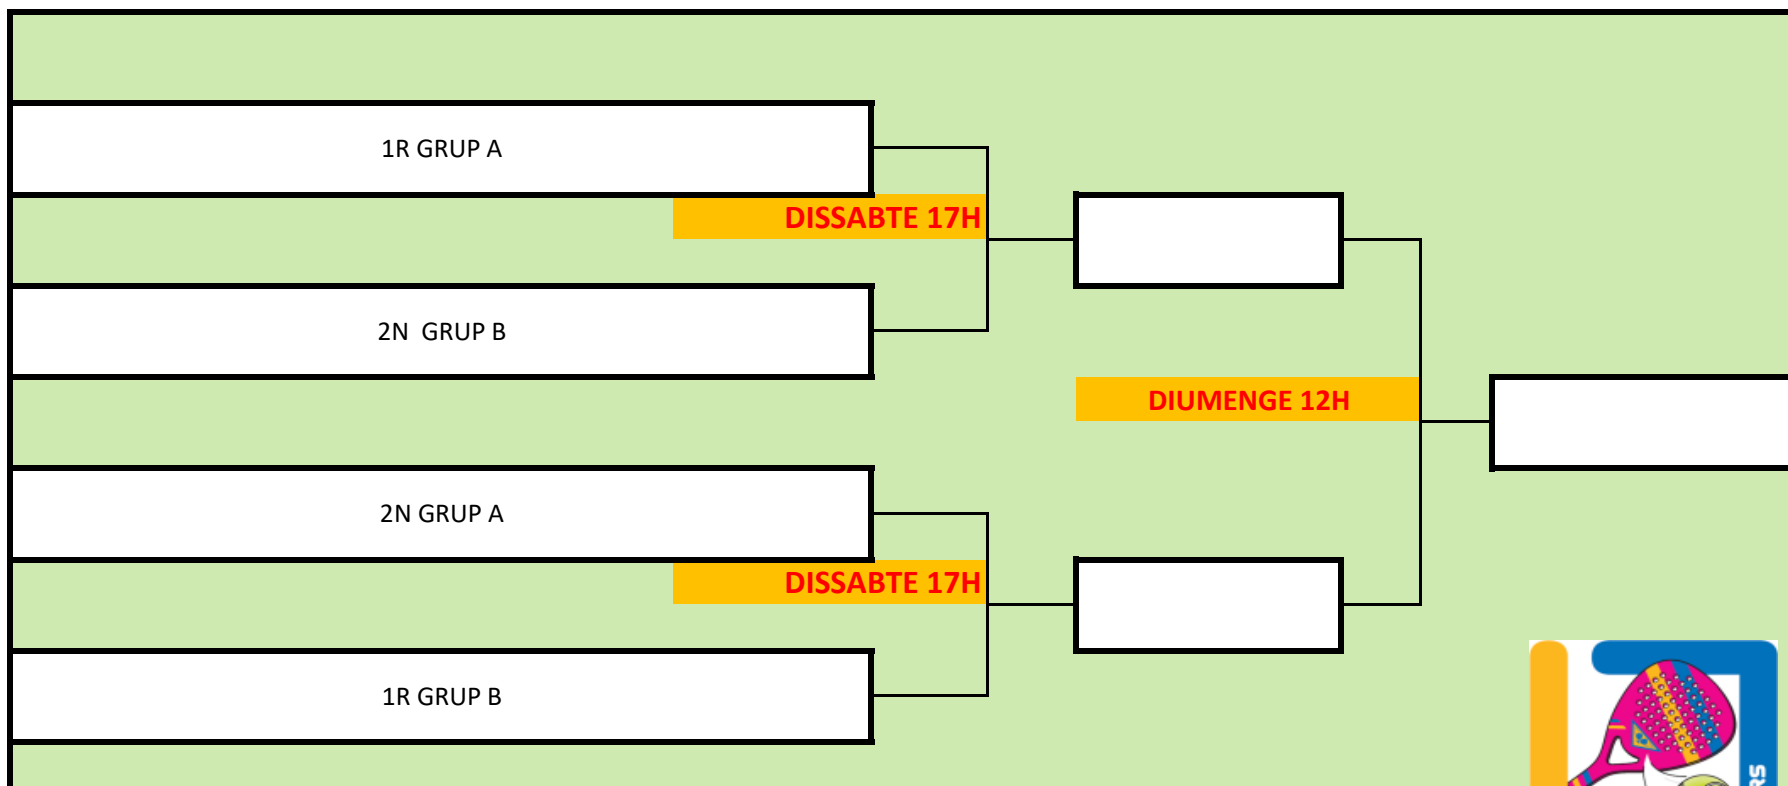 1R GRUP A
DISSABTE 17H
2N  GRUP B
DIUMENGE 12H
2N GRUP A
DISSABTE 17H
1R GRUP B